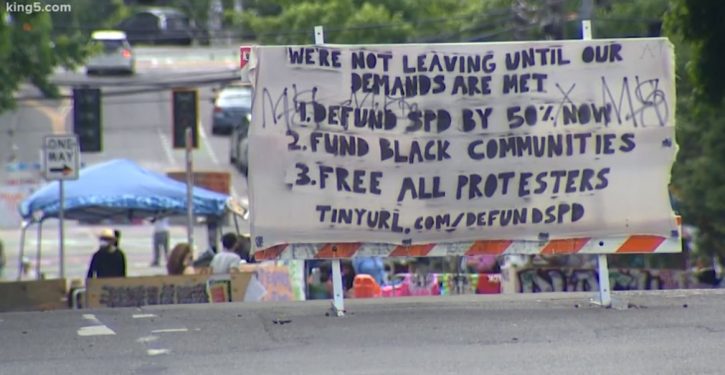 king5.com
WE'RE NOT LEAVING UNTIL OUR
DEMANDS ARE MET
1. DEFUND SPD BY 50% NOW
2. FUND BLACK COMMUNITIES
3. FREE ALL PROTESTERS
TINYURL.COM/DEFUNDSPD
ONE
WAY